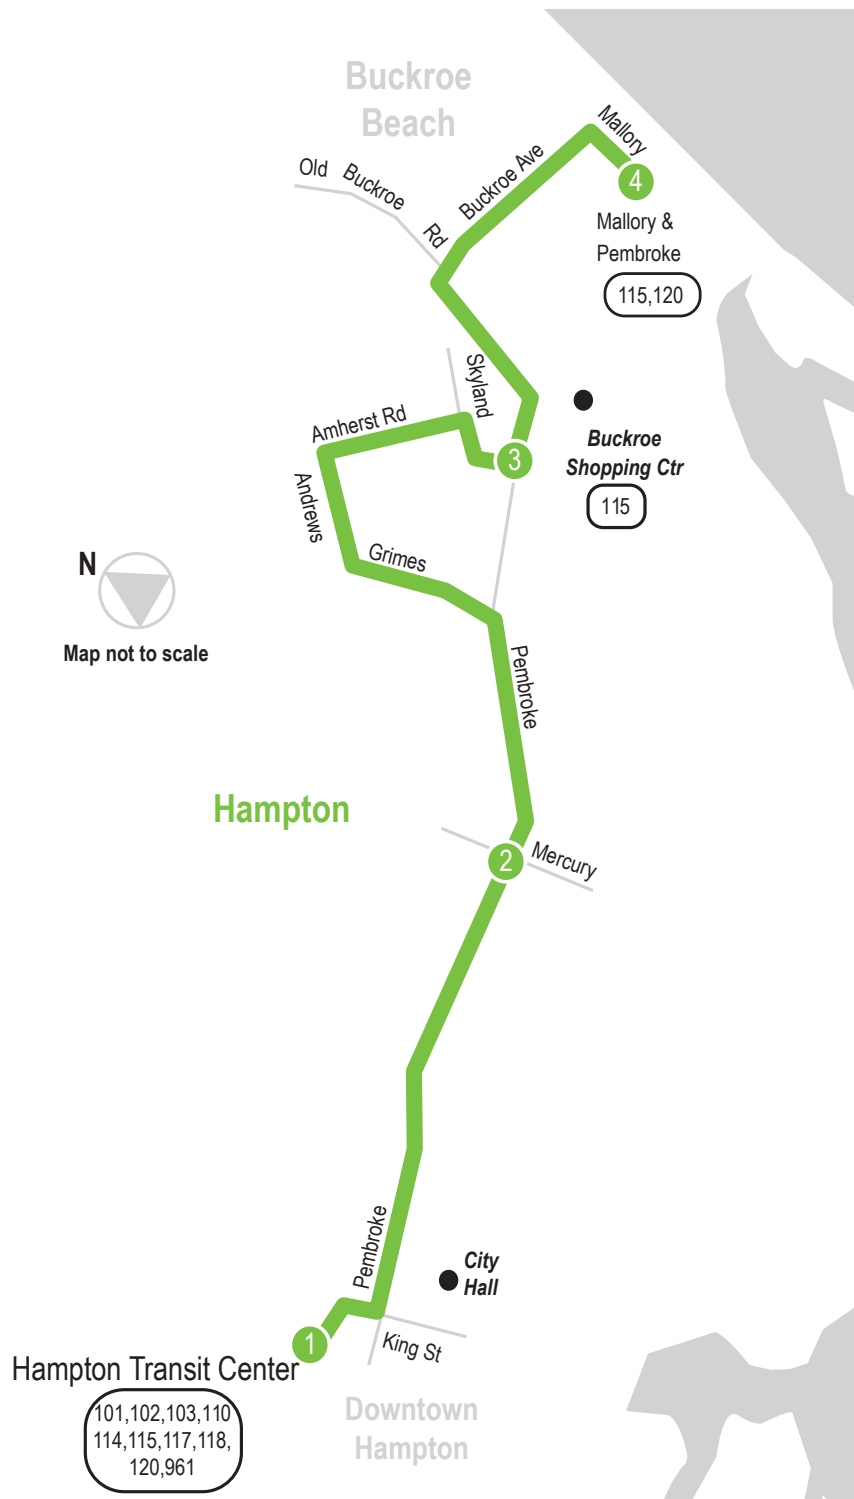 Buckroe
Beach
Mallory
Old Buckroe Rd
Buckroe Ave
4
Mallory &
Pembroke
115,120
Skyland
Amherst Rd
3
Buckroe
Shopping Ctr
115
Andrews
Grimes
N
Map not to scale
Pembroke
Hampton
2
Mercury
Pembroke
City
Hall
1
King St
Hampton Transit Center
101,102,103,110
114,115,117,118,
120,961
Downtown
Hampton